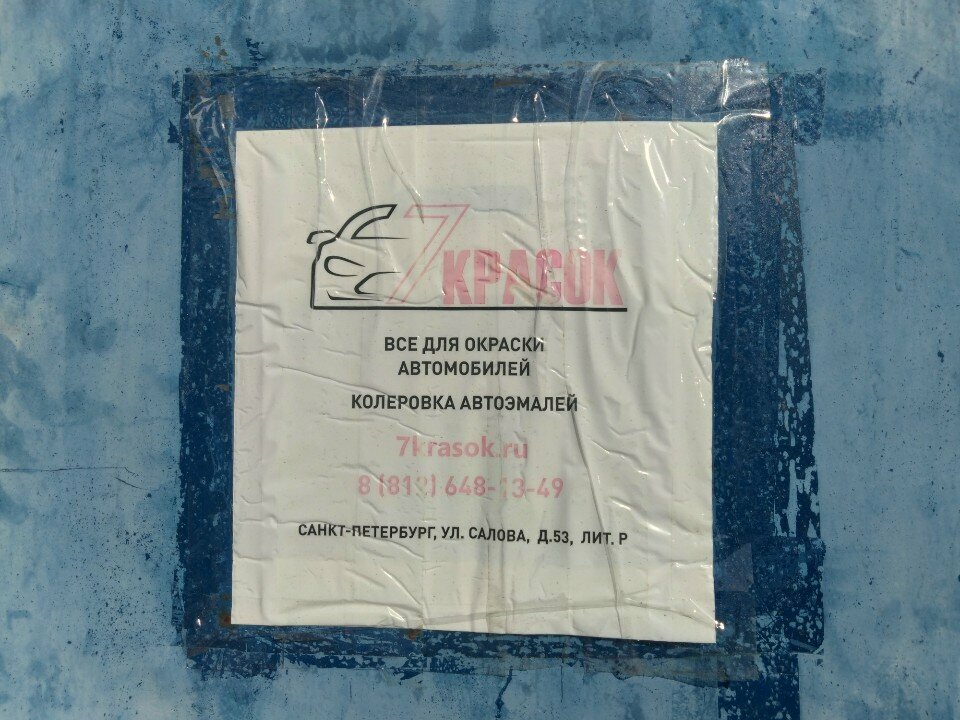 7 КРАСОК
ВСЕ ДЛЯ ОКРАСКИ
АВТОМОБИЛЕЙ
КОЛЕРОВКА АВТОЭМАЛЕЙ
7krasok.ru
8 (812) 648-13-49
САНКТ-ПЕТЕРБУРГ, УЛ. САЛОВА, Д.53, ЛИТ. Р